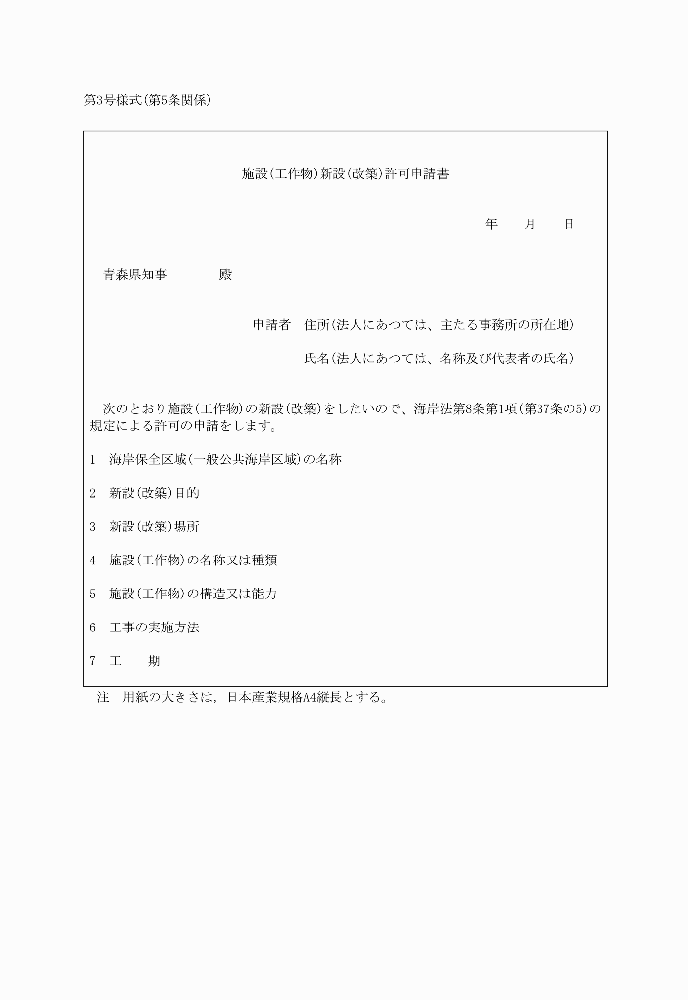 第3号様式(第5条関係)
施設(工作物)新設(改築)許可申請書
年　　月　　日
青森県知事　　　　殿
申請者　住所(法人にあつては、主たる事務所の所在地)
氏名(法人にあつては、名称及び代表者の氏名)
次のとおり施設(工作物)の新設(改築)をしたいので、海岸法第8条第1項(第37条の5)の
規定による許可の申請をします。
1　海岸保全区域(一般公共海岸区域)の名称
2　新設(改築)目的
3　新設(改築)場所
4　施設(工作物)の名称又は種類
5　施設(工作物)の構造又は能力
6　工事の実施方法
7　工　　期
注　用紙の大きさは，日本産業規格A4縦長とする。